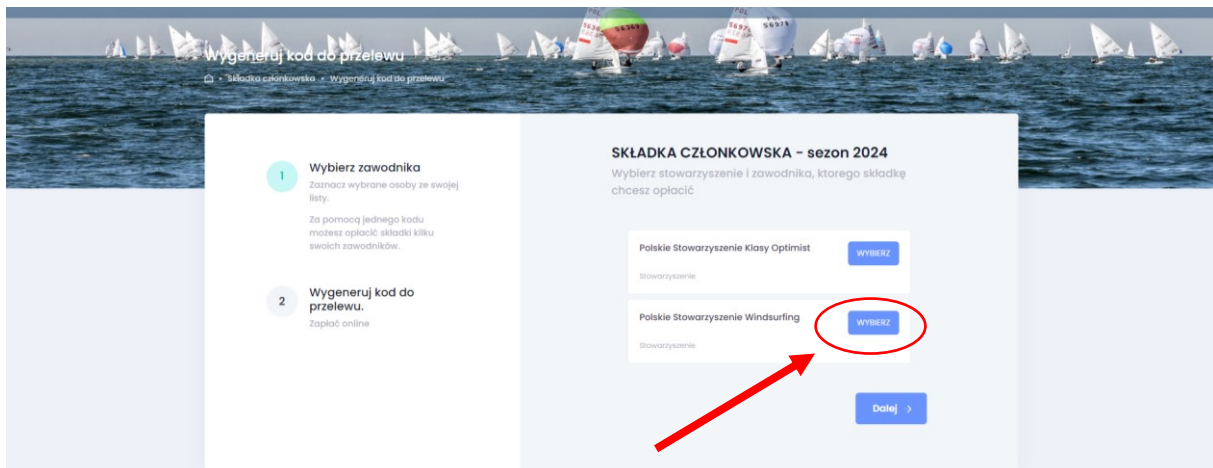 Wygeneruj kod do przelewu
Składka członkowska • Wygeneruj kod do przelewu
1
Wybierz zawodnika
Zaznacz wybrane osoby ze swojej
listy.
Za pomocą jednego kodu
możesz opłacić składki kilku
swoich zawodników.
2
Wygeneruj kod do
przelewu.
Zapłać online
SKŁADKA CZŁONKOWSKA - sezon 2024
Wybierz stowarzyszenie i zawodnika, ktorego składkę
chcesz opłacić
Polskie Stowarzyszenie Klasy Optimist
WYBIERZ
Stowarzyszenie
Polskie Stowarzyszenie Windsurfing
WYBIERZ
Stowarzyszenie
Dalej >